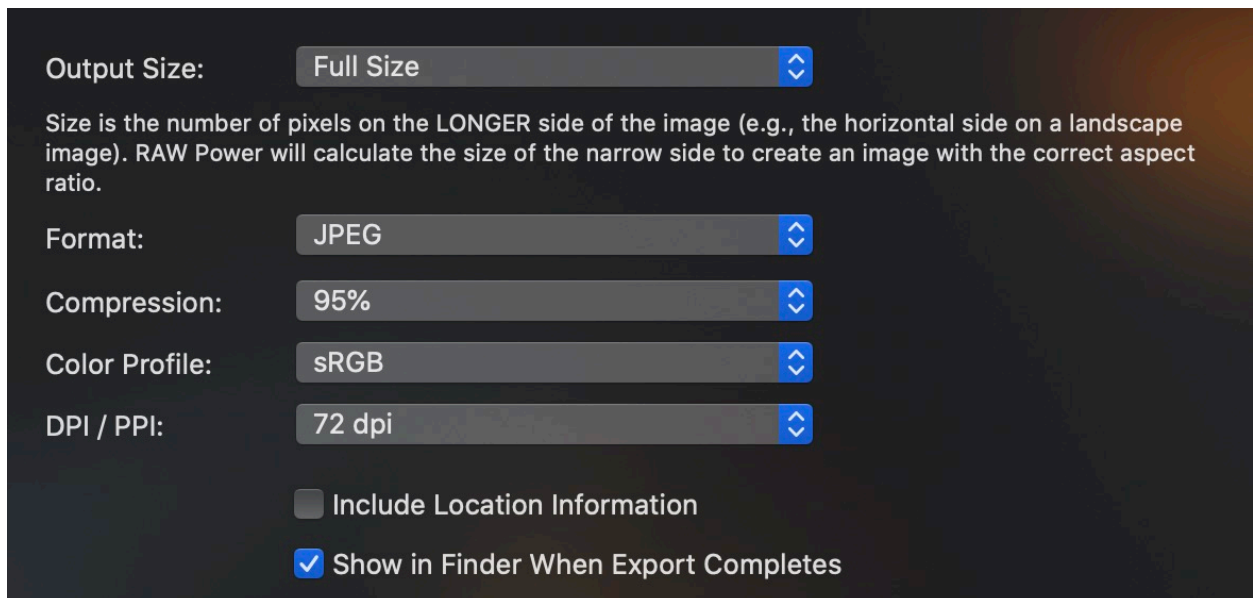 Output Size: Full Size
Size is the number of pixels on the LONGER side of the image (e.g., the horizontal side on a landscape
image). RAW Power will calculate the size of the narrow side to create an image with the correct aspect
ratio.
Format: JPEG
Compression: 95%
Color Profile: sRGB
DPI / PPI: 72 dpi
Include Location Information
Show in Finder When Export Completes